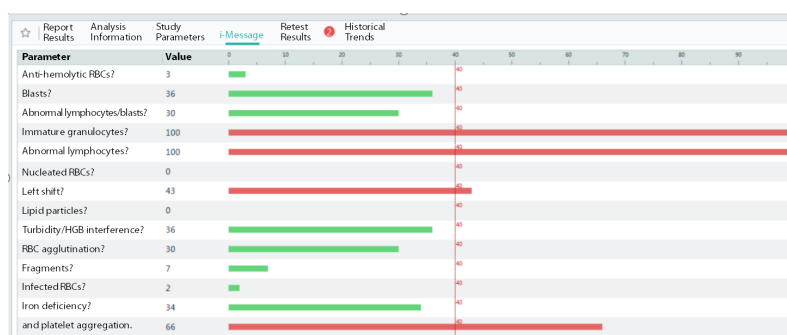 Report Results
Analysis Information
Study Parameters
i-Message
Retest Results
2
Historical Trends
Parameter Value 0 10 20 30 40 50 60 70 80 90
Anti-hemolytic RBCs? 3 40
Blasts? 36 40
Abnormal lymphocytes/blasts? 30 40
Immature granulocytes? 100 40
Abnormal lymphocytes? 100 40
Nucleated RBCs? 0 40
Left shift? 43 40
Lipid particles? 0 40
Turbidity/HGB interference? 36 40
RBC agglutination? 30 40
Fragments? 7 40
Infected RBCs? 2 40
Iron deficiency? 34 40
and platelet aggregation. 66 40